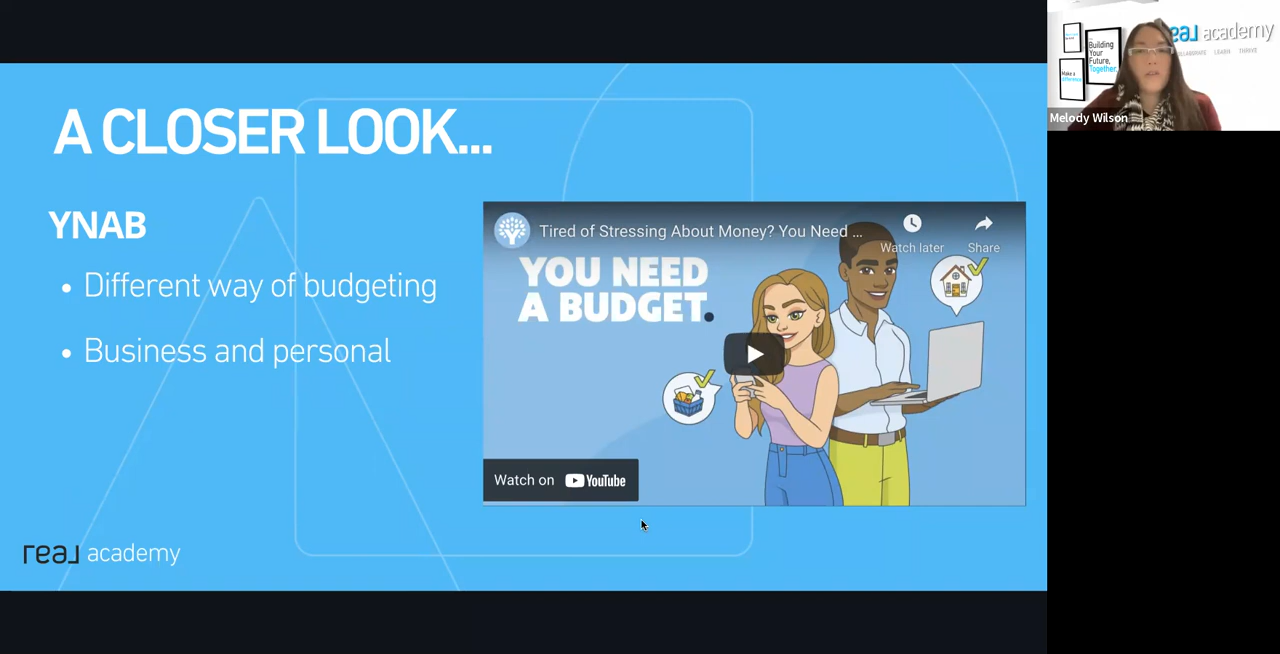 A CLOSER LOOK...
YNAB
• Different way of budgeting
• Business and personal
Tired of Stressing About Money? You Need ...
Watch later
Share
YOU NEED
A BUDGET.
Watch on YouTube
real academy
real academy
COLLABORATE LEARN THRIVE
Building
Your
Future,
Together.
Make a
difference
Melody Wilson